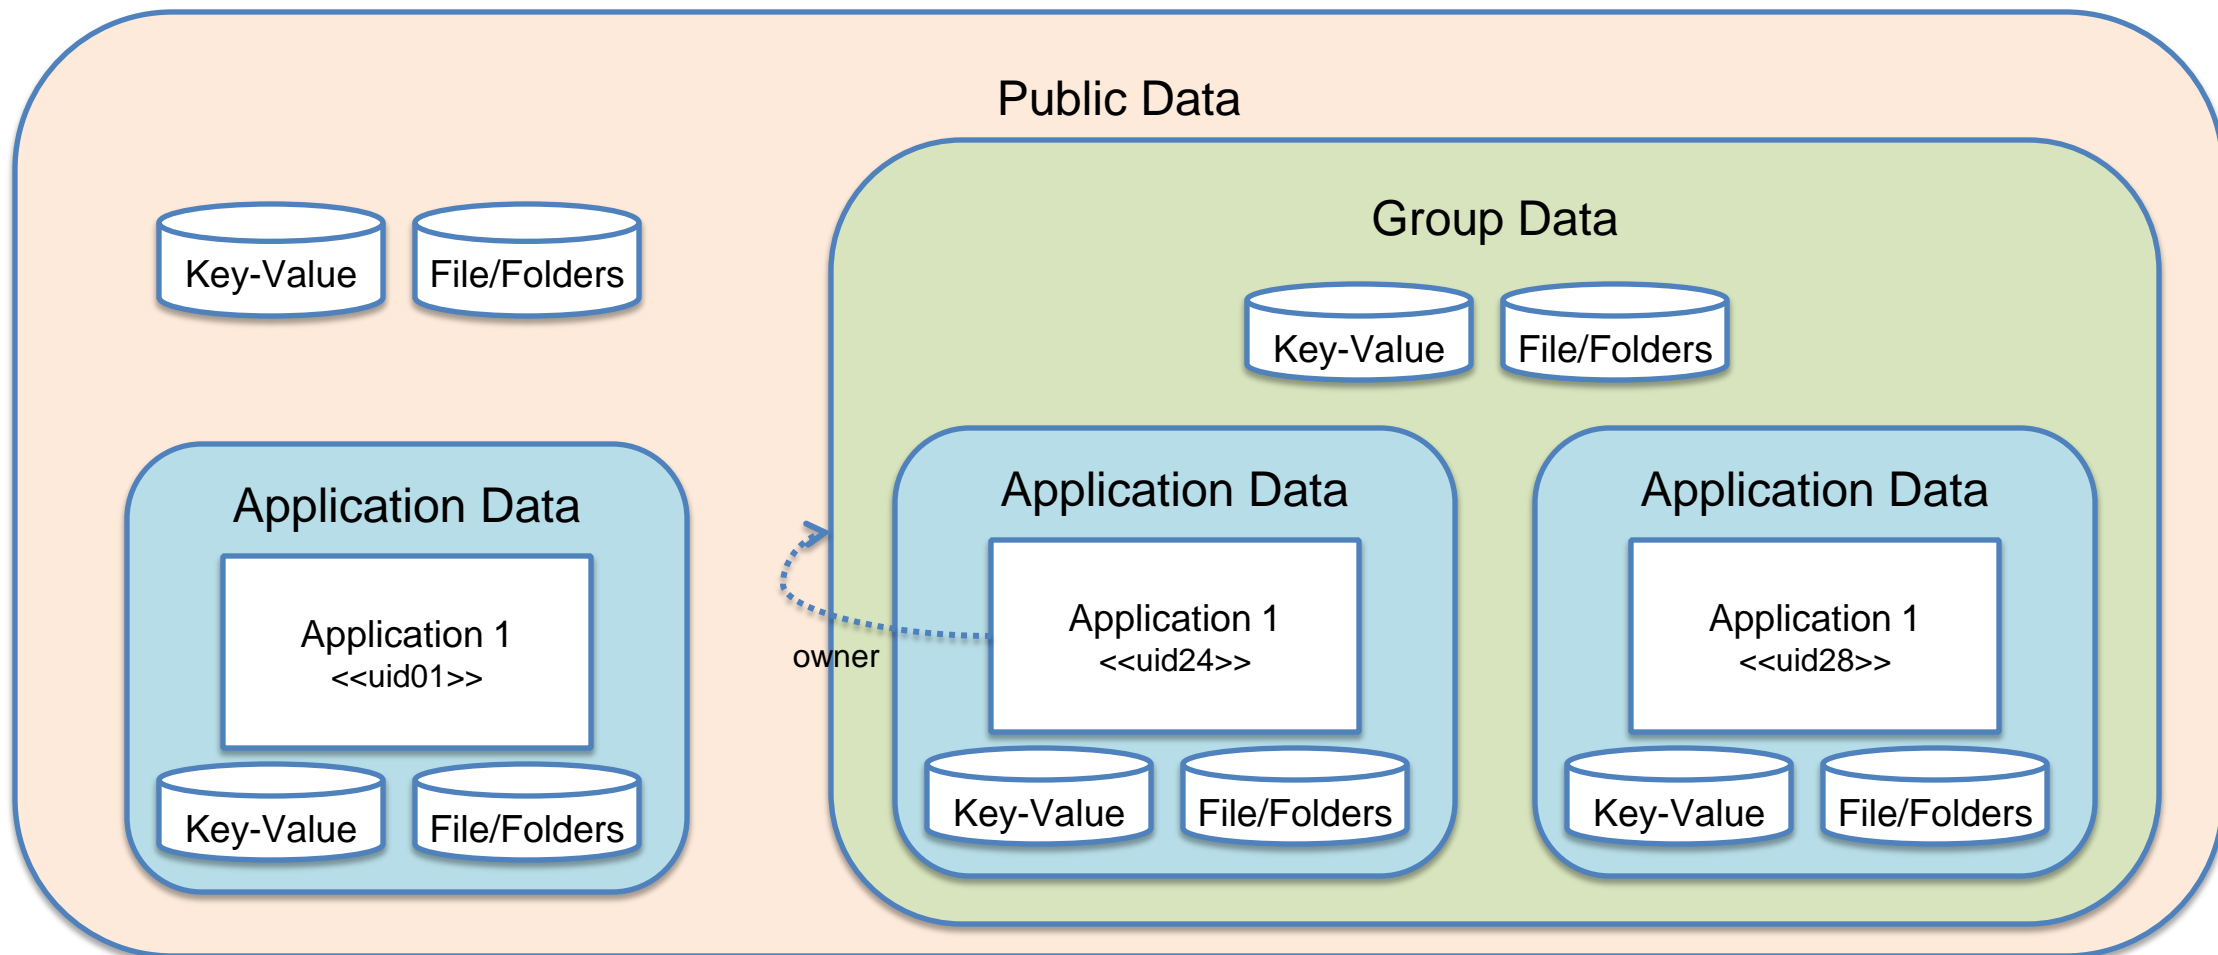 Public Data
Key-Value
File/Folders
Group Data
Key-Value
File/Folders
Application Data
Application 1
<<uid01>>
Key-Value
File/Folders
owner
Application Data
Application 1
<<uid24>>
Key-Value
File/Folders
Application Data
Application 1
<<uid28>>
Key-Value
File/Folders